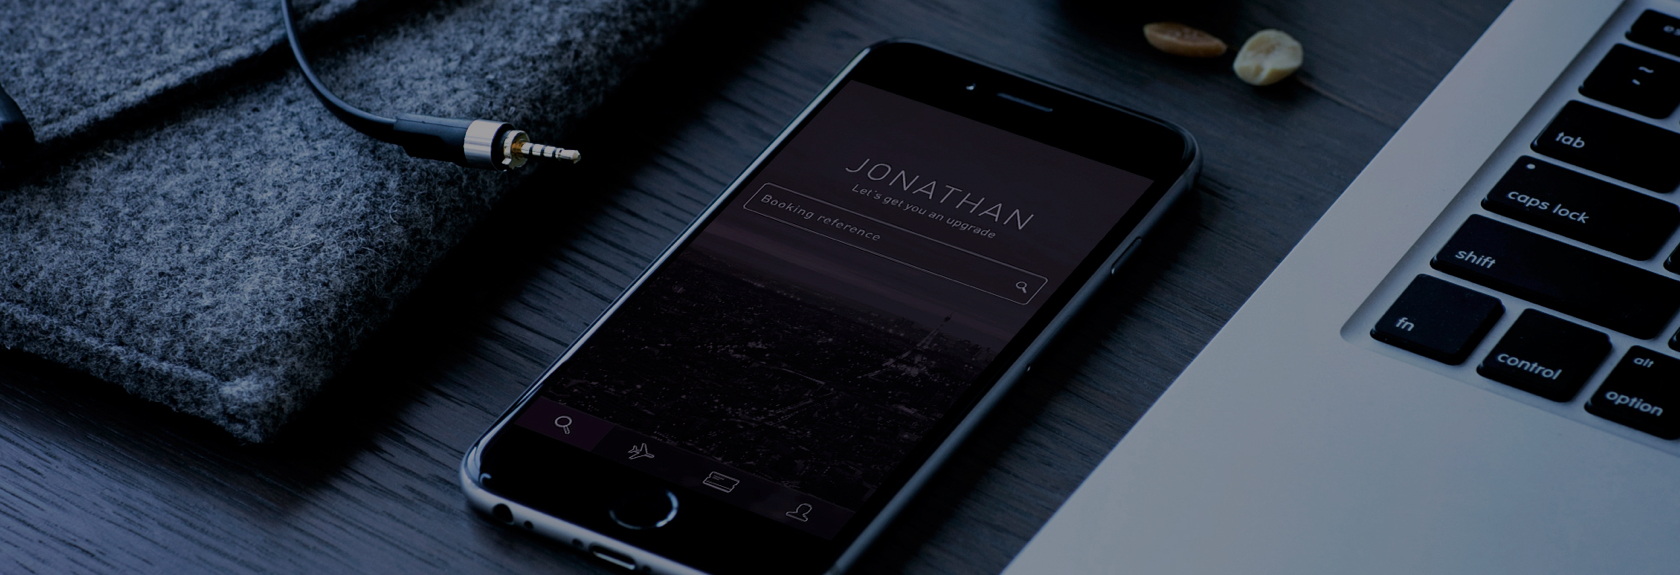 JONATHAN
Let's get you an upgrade
Booking reference
~
tab
caps lock
shift
fn
control
alt
option